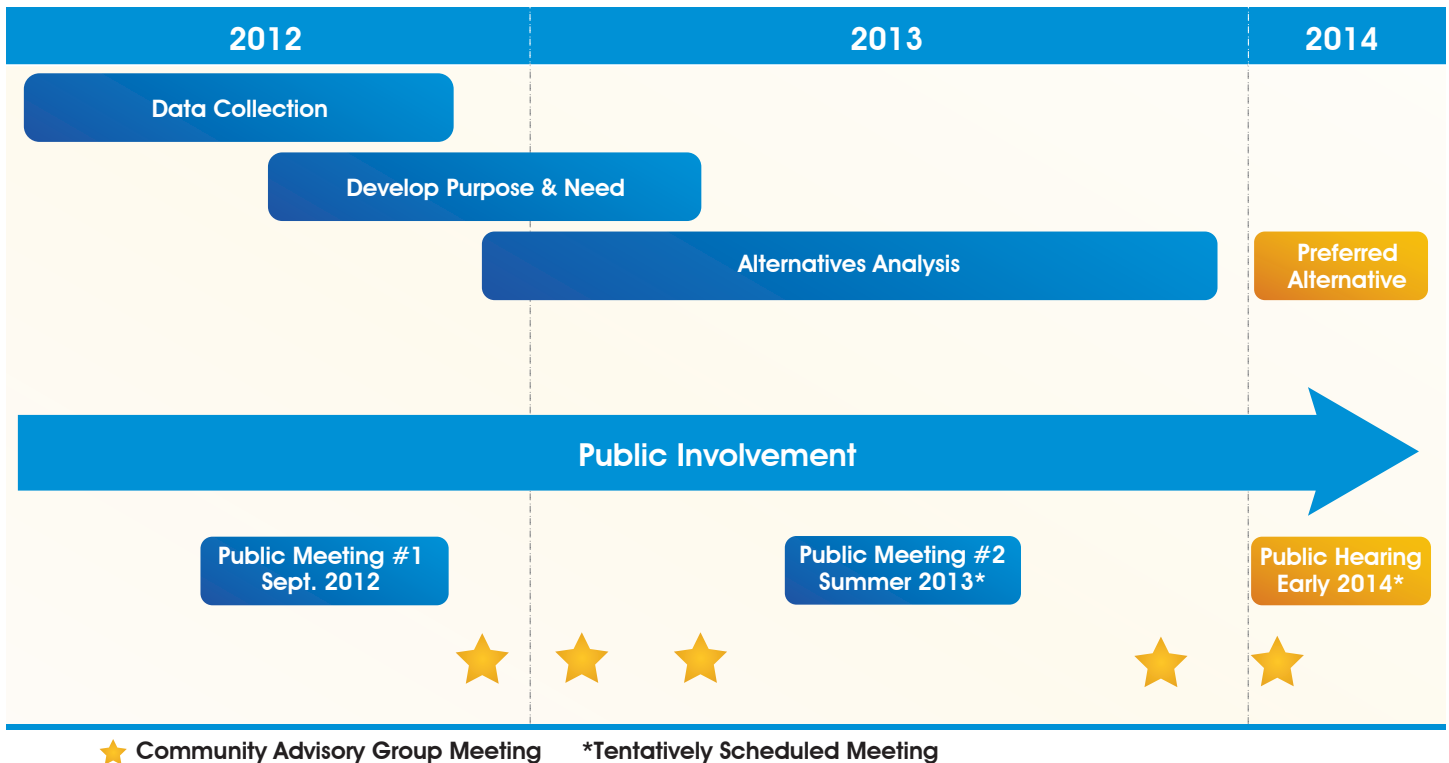 2012
2013
2014
Data Collection
Develop Purpose & Need
Alternatives Analysis
Preferred
Alternative
Public Involvement
Public Meeting #1
Sept. 2012
Public Meeting #2
Summer 2013*
Public Hearing
Early 2014*
Community Advisory Group Meeting
*Tentatively Scheduled Meeting